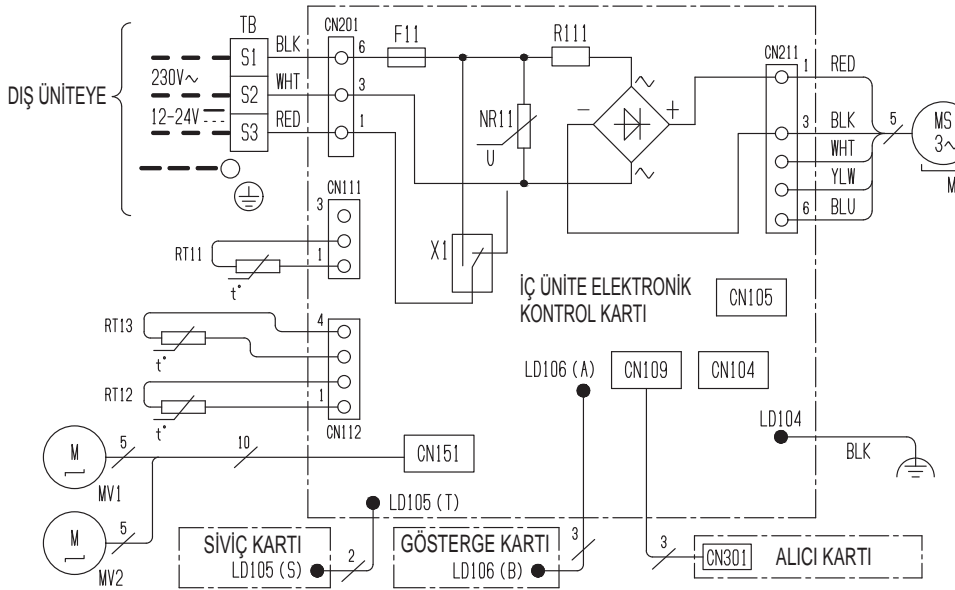 TB
CN201
F11
R111
CN211
S1
BLK
6
1
RED
230V~
S2
WHT
3
DIŞ ÜNİTEYE
12-24V
S3
RED
1
NR11
U
-
+
3
BLK
5
MS
3~
WHT
M
YLW
6
BLU
CN111
3
RT11
1
t°
X1
İÇ ÜNİTE ELEKTRONİK
KONTROL KARTI
CN105
RT13
4
t°
RT12
1
t°
CN112
LD106 (A)
CN109
CN104
LD104
BLK
M
5
10
CN151
MV1
LD105 (T)
M
5
MV2
SİVİÇ KARTI
LD105 (S)
2
GÖSTERGE KARTI
LD106 (B)
3
3
CN301
ALICI KARTI